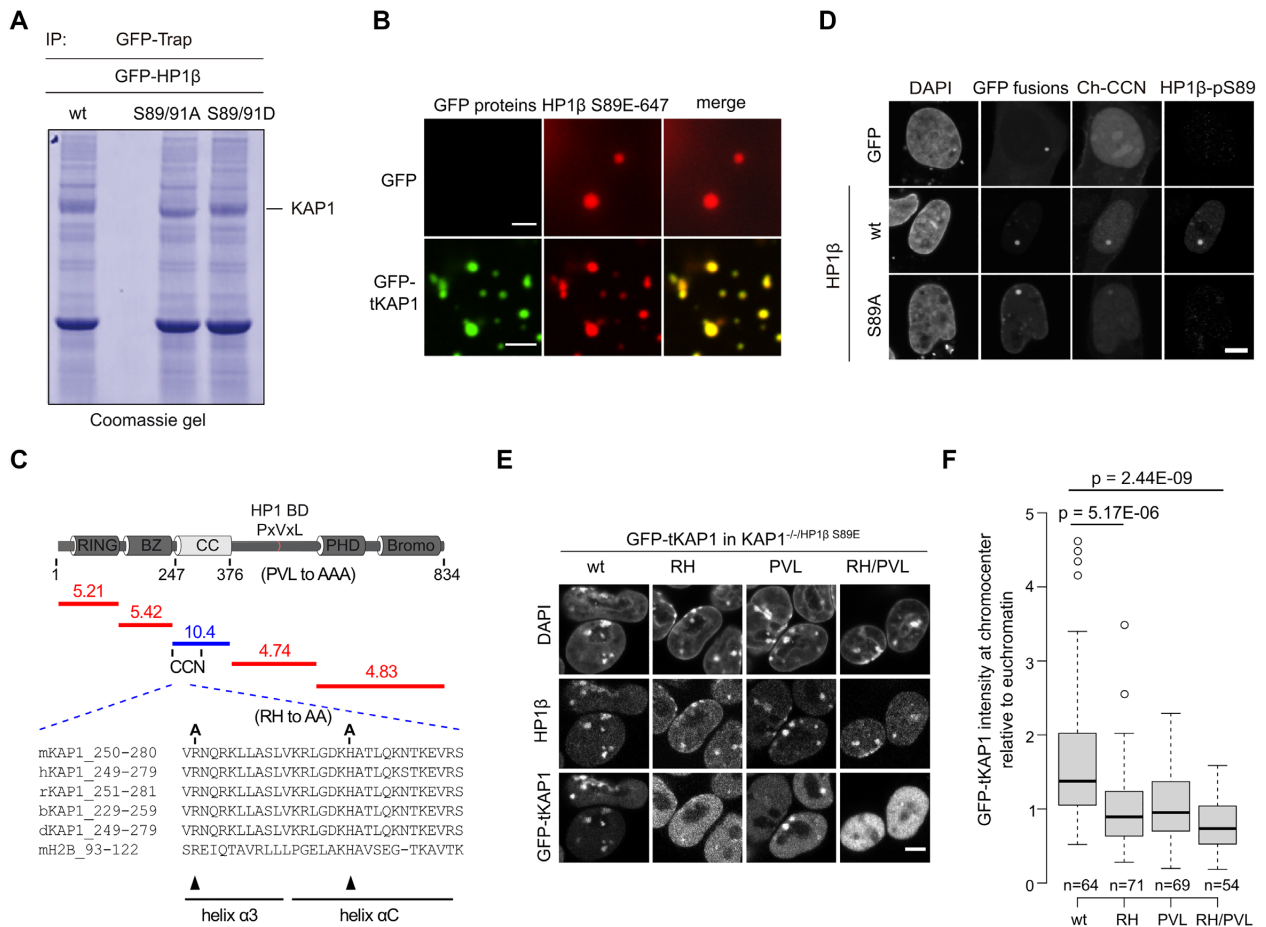 A
IP: GFP-Trap
GFP-HP1β
wt S89/91A S89/91D
KAP1
Coomassie gel
B
GFP proteins HP1β S89E-647 merge
GFP
GFP-
tKAP1
D
DAPI GFP fusions Ch-CCN HP1β-pS89
GFP
HP1β
wt
S89A
C
HP1 BD
PxVxL
RING BZ CC PHD Bromo
1 247 376 (PVL to AAA) 834
5.21
5.42
10.4
4.74
4.83
CCN
(RH to AA)
A A
mKAP1_250-280 VRNQRKLLASLVKRLGDKHATLQKNTKEVRS
hKAP1_249-279 VRNQRKLLASLVKRLGDKHATLQKSTKEVRS
rKAP1_251-281 VRNQRKLLASLVKRLGDKHATLQKNTKEVRS
bKAP1_229-259 VRNQRKLLASLVKRLGDKHATLQKNTKEVRS
dKAP1_249-279 VRNQRKLLASLVKRLGDKHATLQKNTKEVRS
mH2B_93-122 SREIQTAVRLLLPGELAKHAVSEG-TKAVTK
helix α3 helix αC
E
GFP-tKAP1 in KAP1-/-/HP1β S89E
wt RH PVL RH/PVL
DAPI
HP1β
GFP-tKAP1
F
p = 2.44E-09
p = 5.17E-06
GFP-tKAP1 intensity at chromocenter
relative to euchromatin
5
4
3
2
1
0
n=64 n=71 n=69 n=54
wt RH PVL RH/PVL